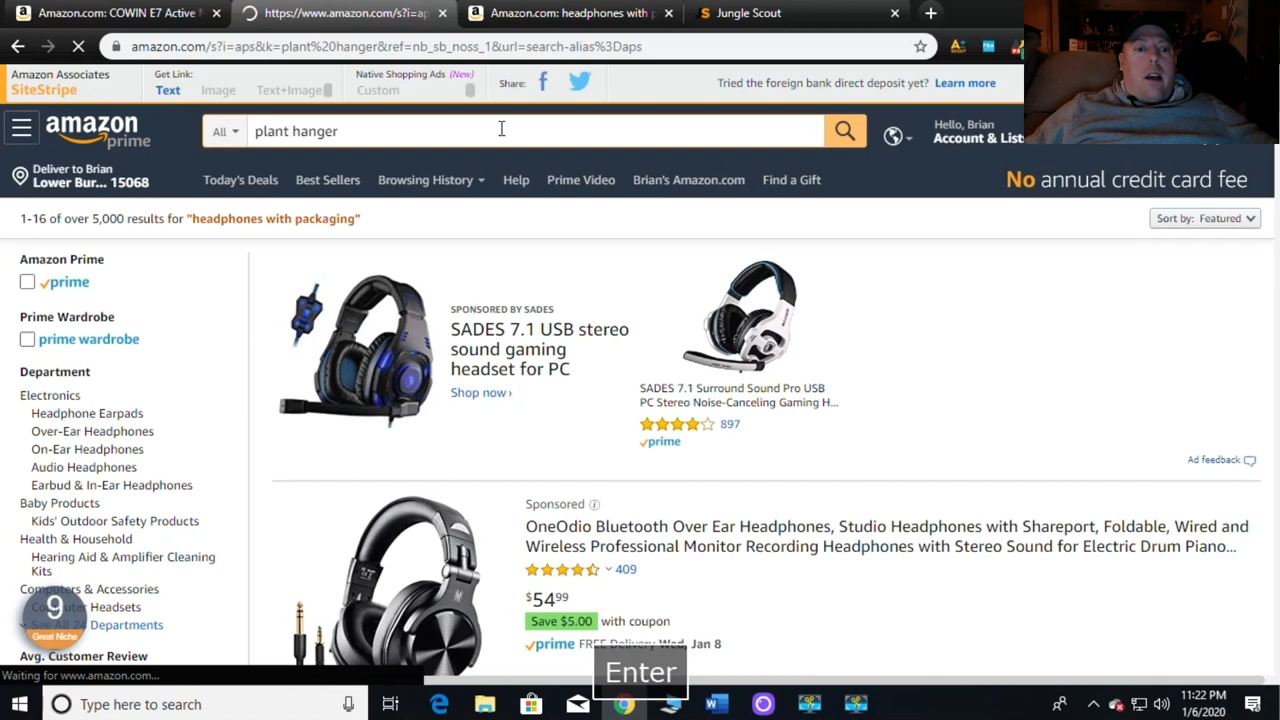 Amazon.com: COWIN E7 Active N
https://www.amazon.com/s?i=ap
Amazon.com: headphones with p
Jungle Scout
amazon.com/s?i=aps&k=plant%20hanger&ref=nb_sb_noss_1&url=search-alias%3Daps
Amazon Associates
SiteStripe
Get Link:
Text
Image
Text+Image
Native Shopping Ads (New)
Custom
Share:
Tried the foreign bank direct deposit yet? Learn more
amazon
prime
All
plant hanger
Hello, Brian
Account & Lists
Deliver to Brian
Lower Bur... 15068
Today's Deals
Best Sellers
Browsing History
Help
Prime Video
Brian's Amazon.com
Find a Gift
No annual credit card fee
1-16 of over 5,000 results for "headphones with packaging"
Sort by: Featured
Amazon Prime
prime
Prime Wardrobe
prime wardrobe
Department
Electronics
Headphone Earpads
Over-Ear Headphones
On-Ear Headphones
Audio Headphones
Earbud & In-Ear Headphones
Baby Products
Kids' Outdoor Safety Products
Health & Household
Hearing Aid & Amplifier Cleaning
Kits
Computers & Accessories
Computer Headsets
See All 24 Departments
Avg. Customer Review
9
Great Niche
SPONSORED BY SADES
SADES 7.1 USB stereo
sound gaming
headset for PC
Shop now›
SADES 7.1 Surround Sound Pro USB
PC Stereo Noise-Canceling Gaming H...
897
prime
Ad feedback
Sponsored
OneOdio Bluetooth Over Ear Headphones, Studio Headphones with Shareport, Foldable, Wired and
Wireless Professional Monitor Recording Headphones with Stereo Sound for Electric Drum Piano...
409
$54 99
Save $5.00 with coupon
prime FREE Delivery Wed, Jan 8
Enter
Waiting for www.amazon.com...
Type here to search
11:22 PM
1/6/2020